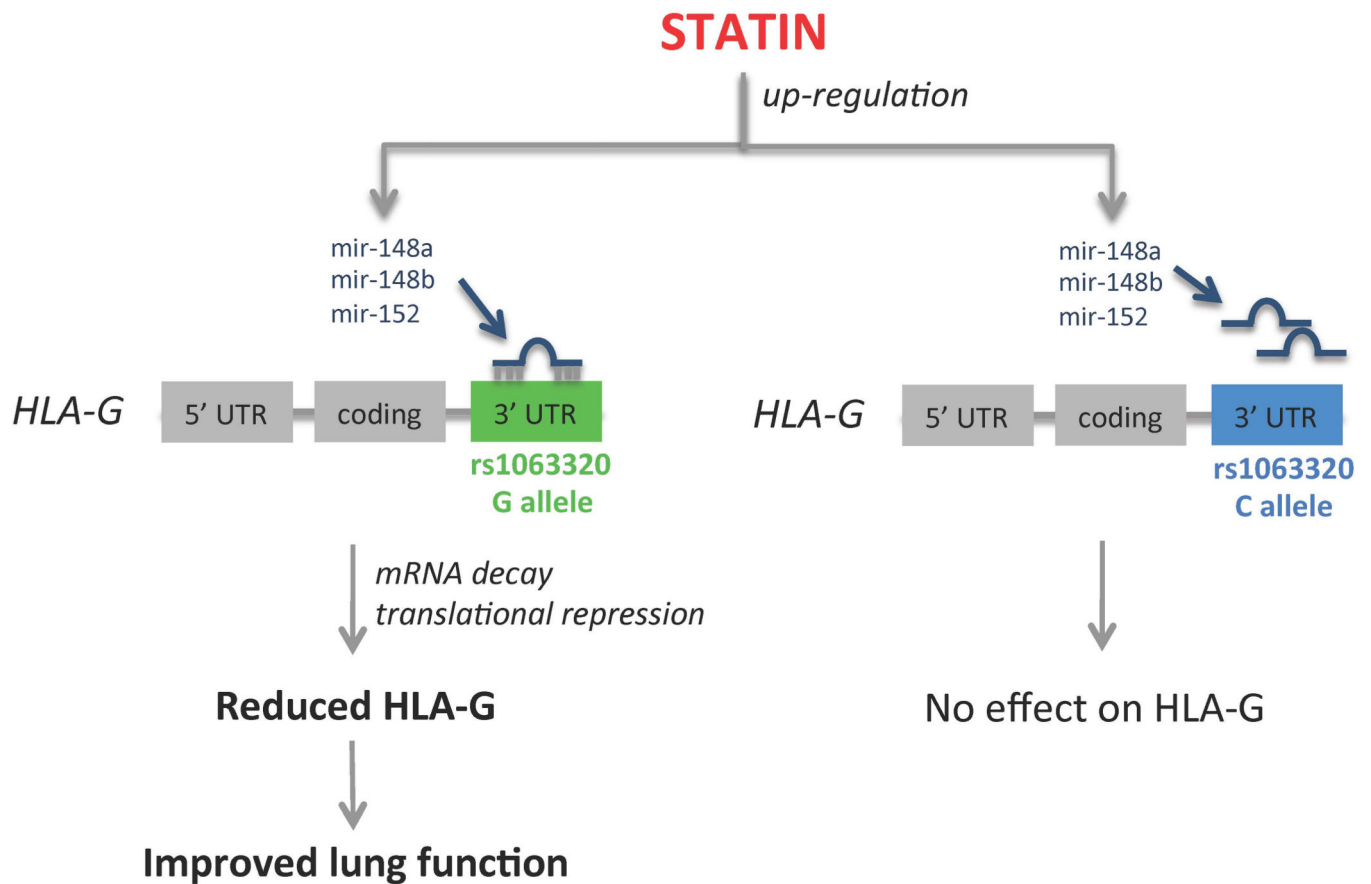 STATIN
up-regulation
mir-148a
mir-148b
mir-152
HLA-G
5’ UTR
coding
3’ UTR
rs1063320
G allele
mRNA decay
translational repression
Reduced HLA-G
Improved lung function
mir-148a
mir-148b
mir-152
HLA-G
5’ UTR
coding
3’ UTR
rs1063320
C allele
No effect on HLA-G